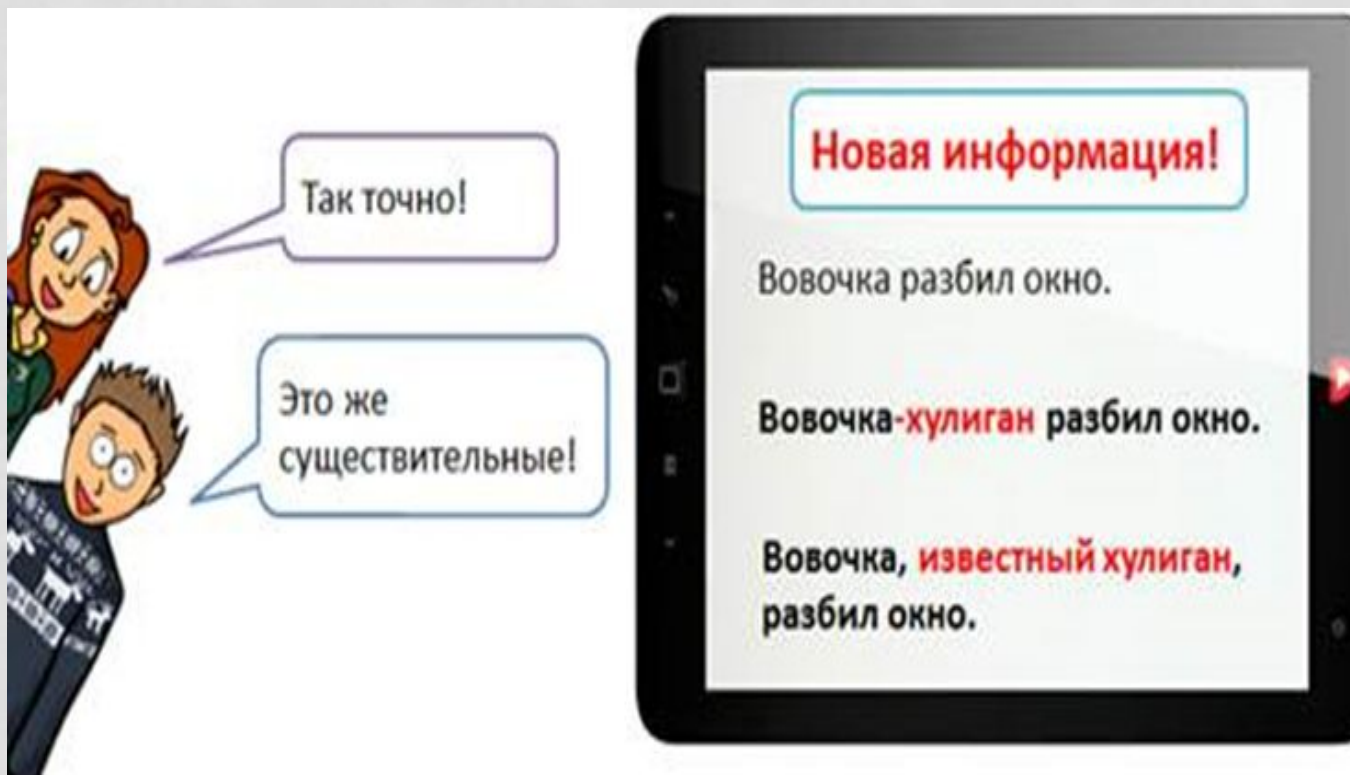 Так точно!
Это же
существительные!
Новая информация!
Вовочка разбил окно.
Вовочка-хулиган разбил окно.
Вовочка, известный хулиган,
разбил окно.